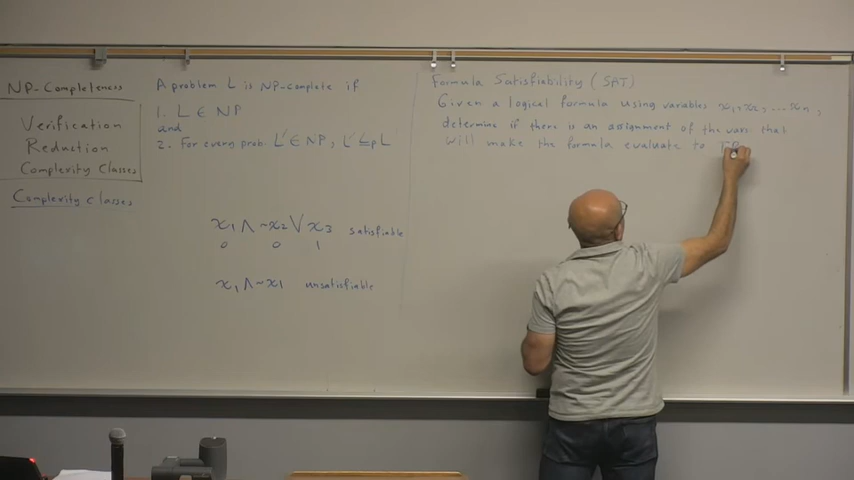 NP-Completeness
Verification
Reduction
Complexity Classes
Complexity Classes
A problem L is NP-complete if
1. L ∈ NP
and
2. For every prob. L' ∈ NP, L' ≤p L
x1 ∧ ~x2 ∨ x3 satisfiable
0 0 1
x1 ∧ ~x1 unsatisfiable
Formula Satisfiability (SAT)
Given a logical formula using variables x1, x2, ... xn,
determine if there is an assignment of the vars that
will make the formula evaluate to TR